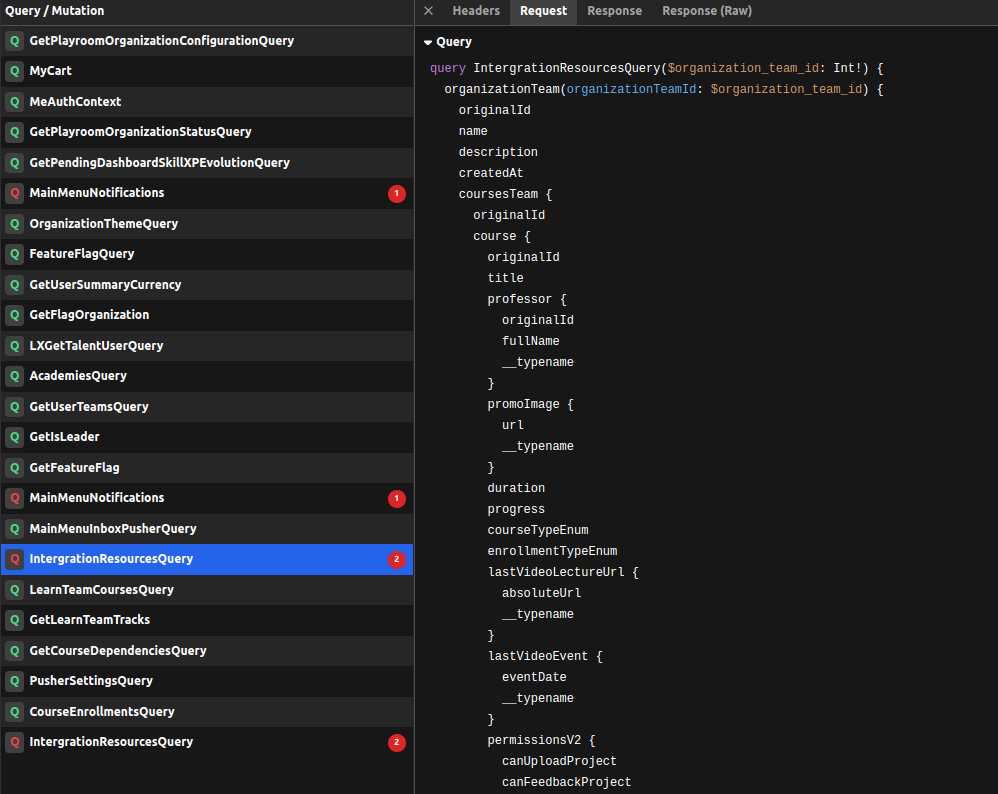 Query / Mutation
Q GetPlayroomOrganizationConfigurationQuery
Q MyCart
Q MeAuthContext
Q GetPlayroomOrganizationStatusQuery
Q GetPendingDashboardSkillXPEvolutionQuery
Q MainMenuNotifications 1
Q OrganizationThemeQuery
Q FeatureFlagQuery
Q GetUserSummaryCurrency
Q GetFlagOrganization
Q LXGetTalentUserQuery
Q AcademiesQuery
Q GetUserTeamsQuery
Q GetIsLeader
Q GetFeatureFlag
Q MainMenuNotifications 1
Q MainMenuInboxPusherQuery
Q IntergrationResourcesQuery 2
Q LearnTeamCoursesQuery
Q GetLearnTeamTracks
Q GetCourseDependenciesQuery
Q PusherSettingsQuery
Q CourseEnrollmentsQuery
Q IntergrationResourcesQuery 2
Headers Request Response Response (Raw)
Query
query IntergrationResourcesQuery($organization_team_id: Int!) {
organizationTeam(organizationTeamId: $organization_team_id) {
originalId
name
description
createdAt
coursesTeam {
originalId
course {
originalId
title
professor {
originalId
fullName
__typename
}
promoImage {
url
__typename
}
duration
progress
courseTypeEnum
enrollmentTypeEnum
lastVideoLectureUrl {
absoluteUrl
__typename
}
lastVideoEvent {
eventDate
__typename
}
permissionsV2 {
canUploadProject
canFeedbackProject